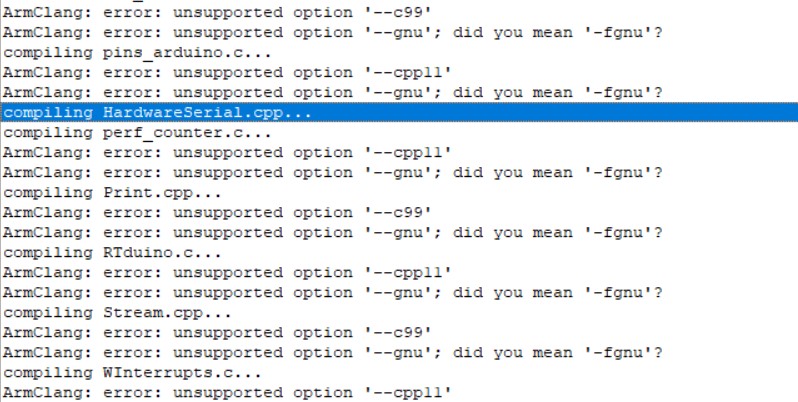 ArmClang: error: unsupported option '--c99'
ArmClang: error: unsupported option '--gnu'; did you mean '-fgnu'?
compiling pins_arduino.c...
ArmClang: error: unsupported option '--cpp11'
ArmClang: error: unsupported option '--gnu'; did you mean '-fgnu'?
compiling HardwareSerial.cpp...
compiling perf_counter.c...
ArmClang: error: unsupported option '--cpp11'
ArmClang: error: unsupported option '--gnu'; did you mean '-fgnu'?
compiling Print.cpp...
ArmClang: error: unsupported option '--c99'
ArmClang: error: unsupported option '--gnu'; did you mean '-fgnu'?
compiling RTduino.c...
ArmClang: error: unsupported option '--cpp11'
ArmClang: error: unsupported option '--gnu'; did you mean '-fgnu'?
compiling Stream.cpp...
ArmClang: error: unsupported option '--c99'
ArmClang: error: unsupported option '--gnu'; did you mean '-fgnu'?
compiling WInterrupts.c...
ArmClang: error: unsupported option '--cpp11'